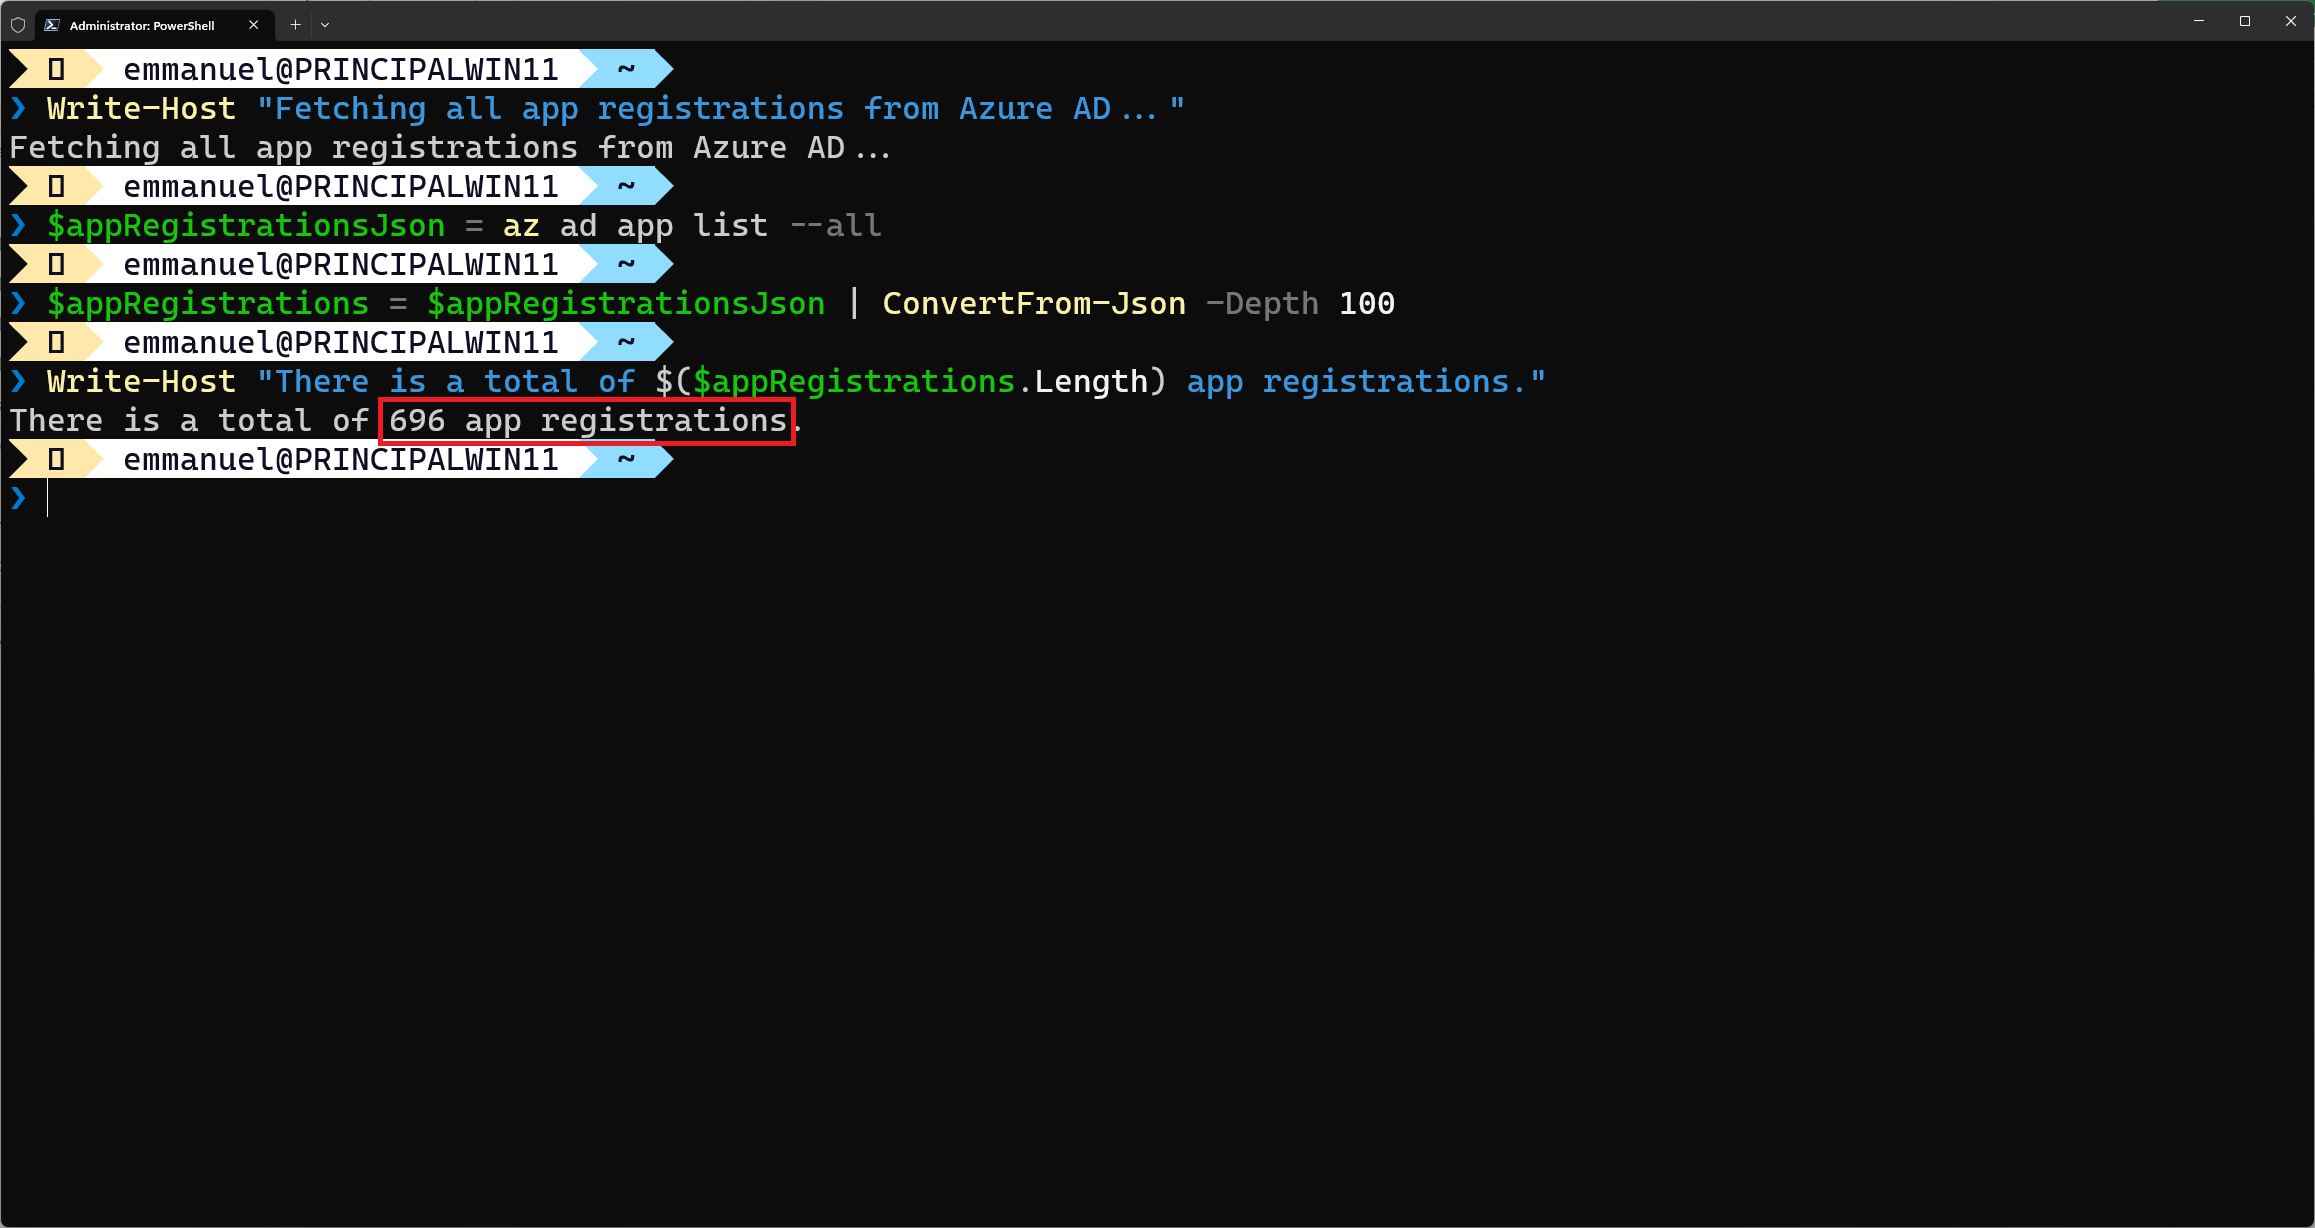 Administrator: PowerShell
emmanuel@PRINCIPALWIN11 ~
❯ Write-Host "Fetching all app registrations from Azure AD..."
Fetching all app registrations from Azure AD...
emmanuel@PRINCIPALWIN11 ~
❯ $appRegistrationsJson = az ad app list --all
emmanuel@PRINCIPALWIN11 ~
❯ $appRegistrations = $appRegistrationsJson | ConvertFrom-Json -Depth 100
emmanuel@PRINCIPALWIN11 ~
❯ Write-Host "There is a total of $($appRegistrations.Length) app registrations."
There is a total of 696 app registrations.
emmanuel@PRINCIPALWIN11 ~
❯